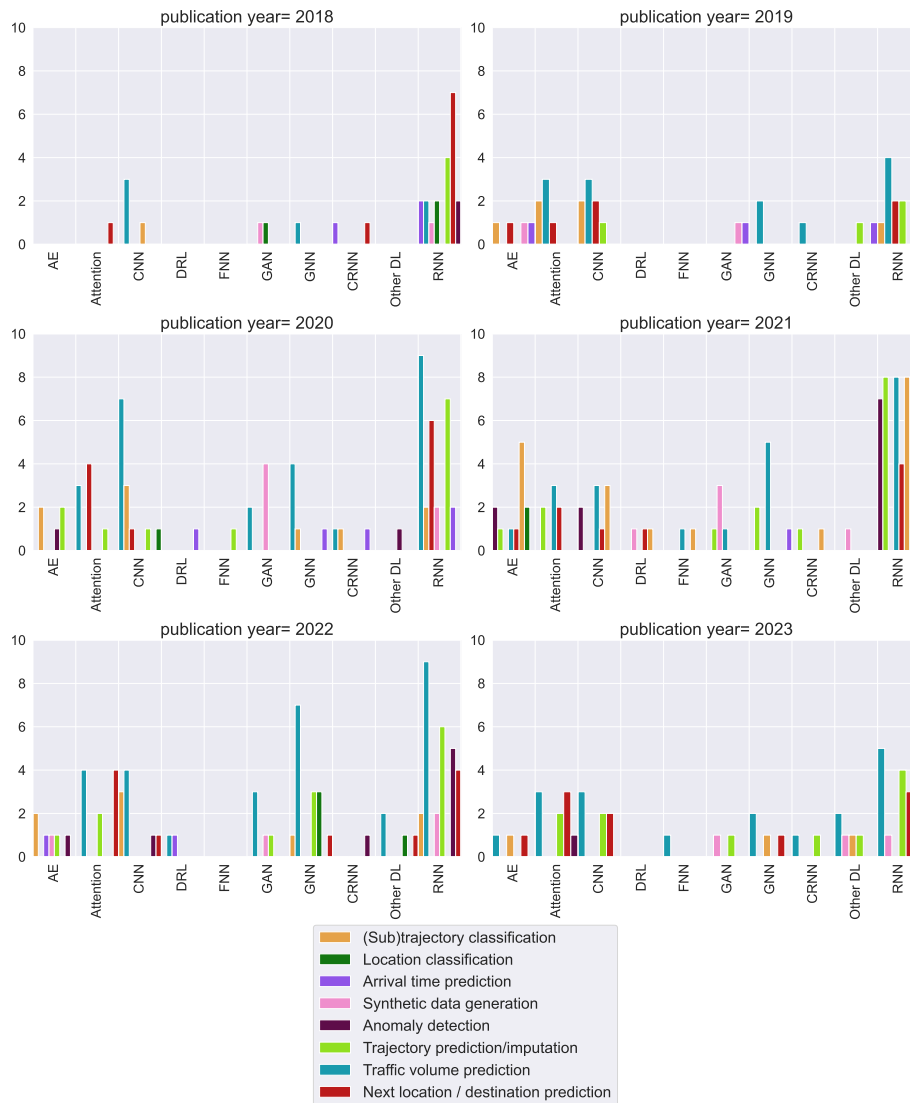 publication year= 2018
10
8
6
4
2
0
AE
Attention
CNN
DRL
FNN
GAN
GNN
CRNN
Other DL
RNN
publication year= 2019
10
8
6
4
2
0
AE
Attention
CNN
DRL
FNN
GAN
GNN
CRNN
Other DL
RNN
publication year= 2020
10
8
6
4
2
0
AE
Attention
CNN
DRL
FNN
GAN
GNN
CRNN
Other DL
RNN
publication year= 2021
10
8
6
4
2
0
AE
Attention
CNN
DRL
FNN
GAN
GNN
CRNN
Other DL
RNN
publication year= 2022
10
8
6
4
2
0
AE
Attention
CNN
DRL
FNN
GAN
GNN
CRNN
Other DL
RNN
publication year= 2023
10
8
6
4
2
0
AE
Attention
CNN
DRL
FNN
GAN
GNN
CRNN
Other DL
RNN
(Sub)trajectory classification
Location classification
Arrival time prediction
Synthetic data generation
Anomaly detection
Trajectory prediction/imputation
Traffic volume prediction
Next location / destination prediction